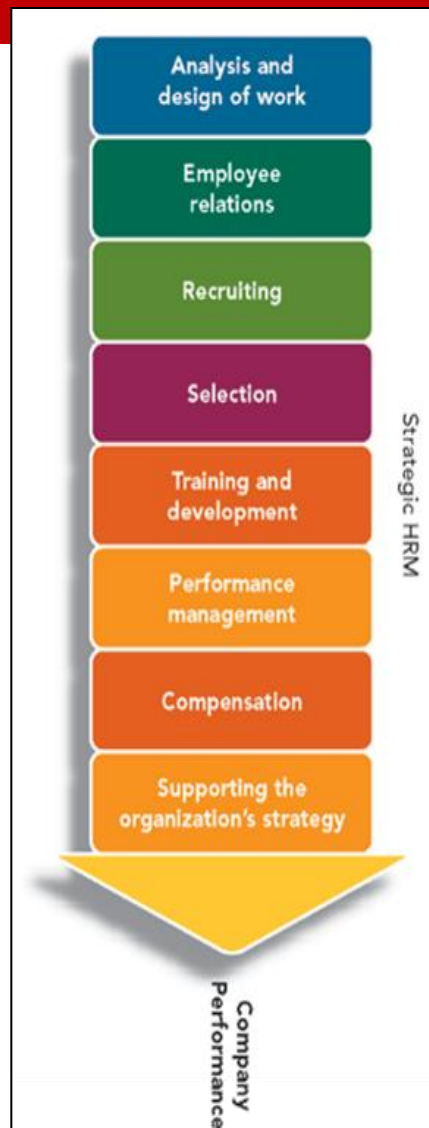 Analysis and
design of work
Employee
relations
Recruiting
Selection
Strategic HRM
Training and
development
Performance
management
Compensation
Supporting the
organization's strategy
Company
Performance